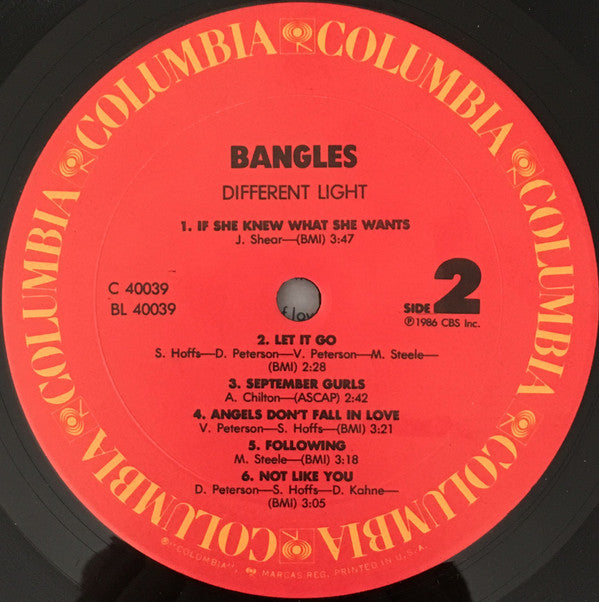 COLUMBIA COLUMBIA COLUMBIA COLUMBIA COLUMBIA COLUMBIA
BANGLES
DIFFERENT LIGHT
1. IF SHE KNEW WHAT SHE WANTS
J. Shear—(BMI) 3:47
C 40039
BL 40039
SIDE 2
℗1986 CBS Inc.
2. LET IT GO
S. Hoffs—D. Peterson—V. Peterson—M. Steele—
(BMI) 2:28
3. SEPTEMBER GURLS
A. Chilton—(ASCAP) 2:42
4. ANGELS DON'T FALL IN LOVE
V. Peterson—S. Hoffs—(BMI) 3:21
5. FOLLOWING
M. Steele—(BMI) 3:18
6. NOT LIKE YOU
D. Peterson—S. Hoffs—D. Kahne—
(BMI) 3:05
"COLUMBIA", MARCAS REG. PRINTED IN U.S.A.